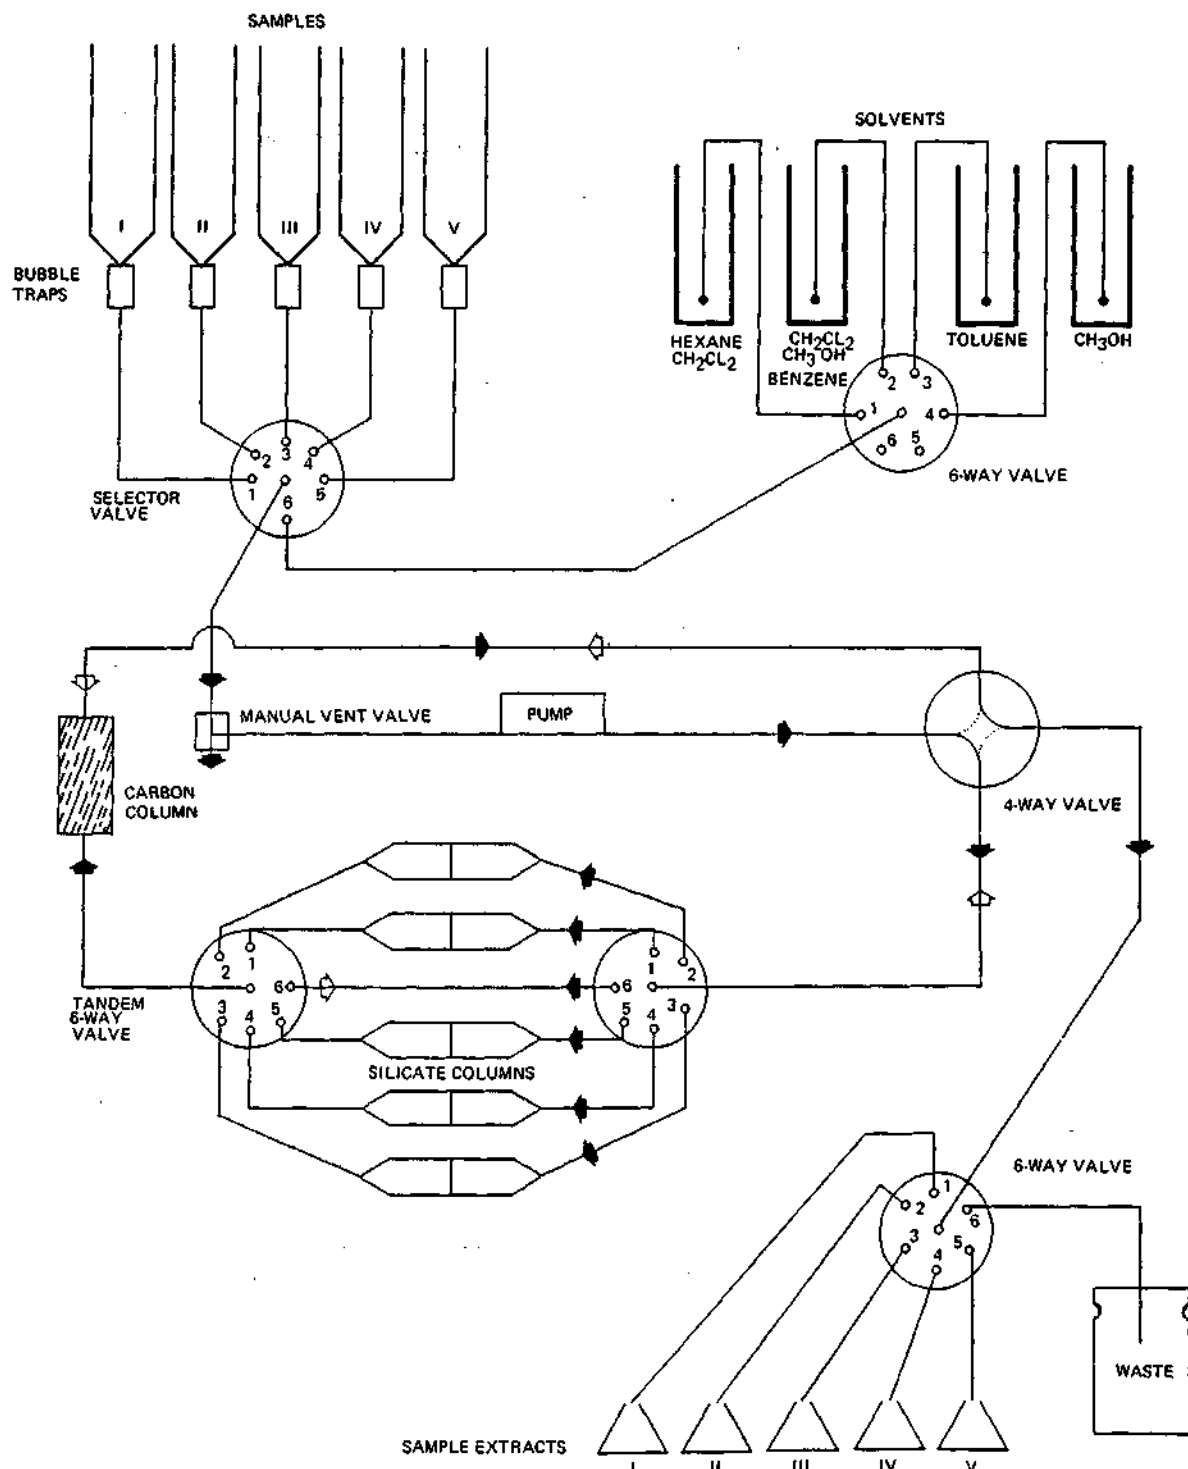 SAMPLES
I II III IV V
BUBBLE
TRAPS
SOLVENTS
HEXANE
CH2CL2
CH2CL2
CH3OH
BENZENE
TOLUENE
CH3OH
1 2 3 4 5 6
6-WAY VALVE
1 2 3 4 5 6
SELECTOR
VALVE
MANUAL VENT VALVE
PUMP
4-WAY VALVE
CARBON
COLUMN
2 1 6 3 4 5
1 2 6 5 4 3
TANDEM
6-WAY
VALVE
SILICATE COLUMNS
6-WAY VALVE
1 2 6 3 5 4
WASTE
SAMPLE EXTRACTS
I II III IV V